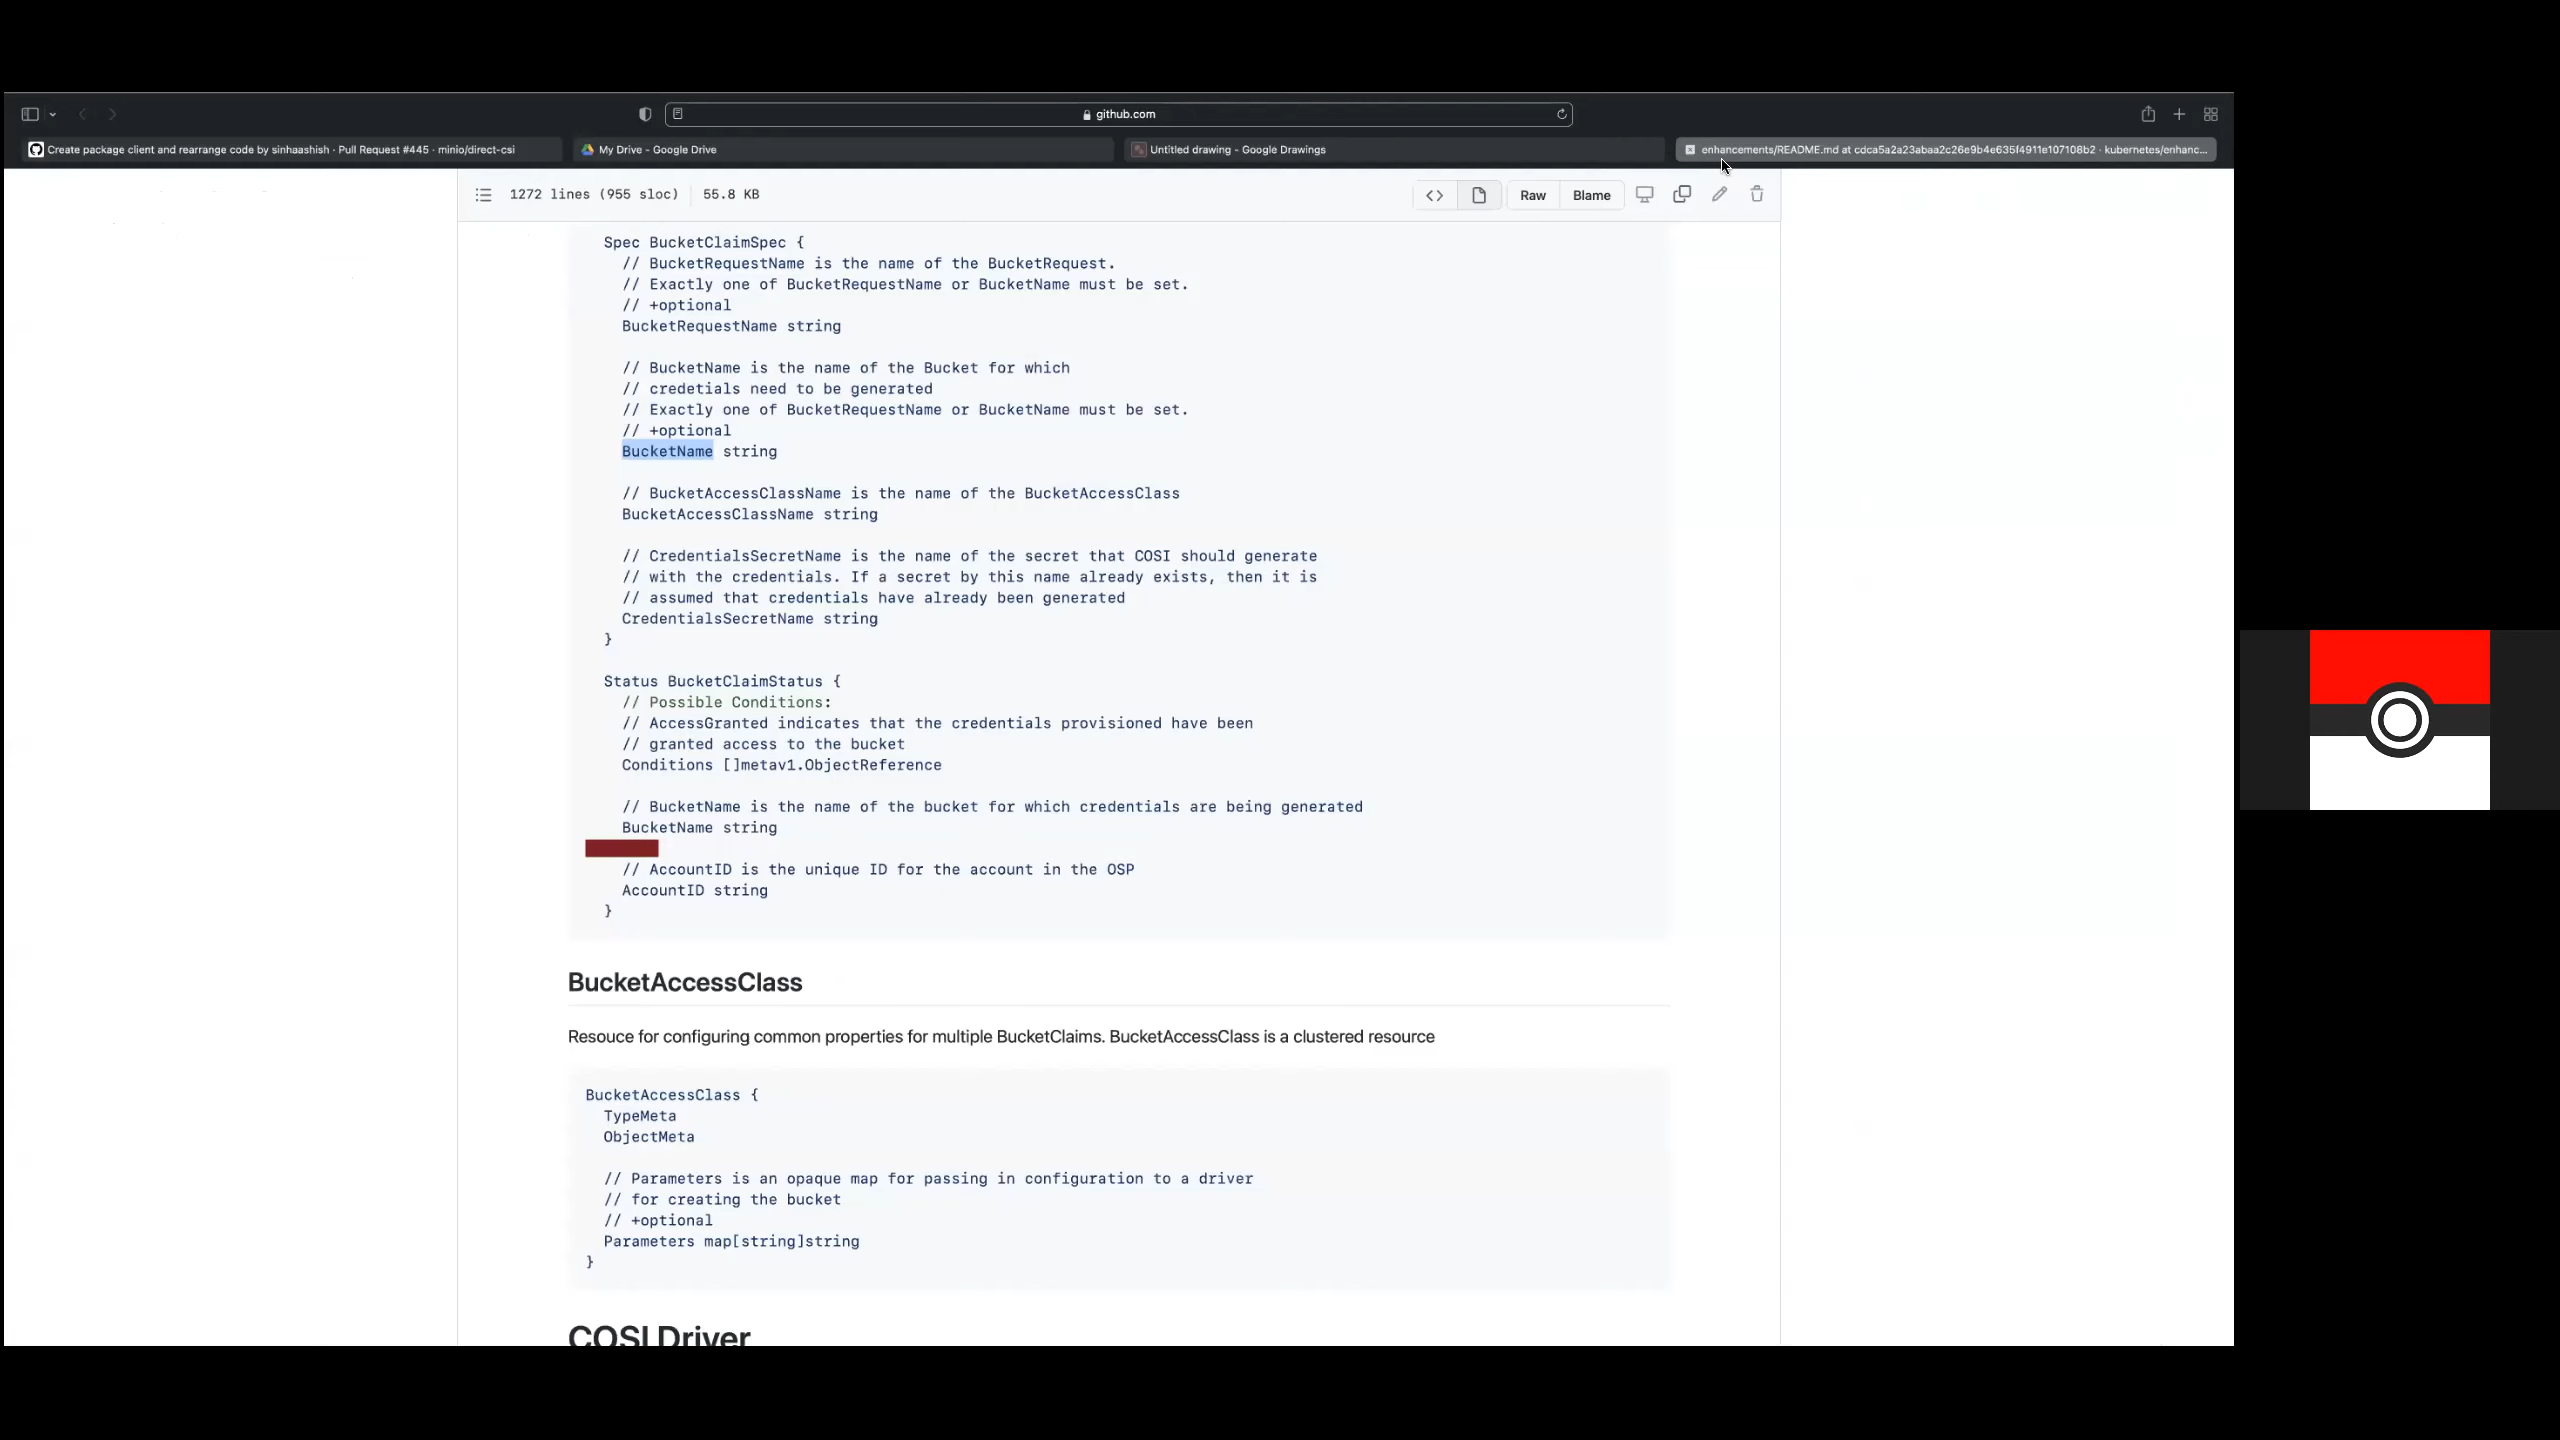 github.com
Create package client and rearrange code by sinhaashish · Pull Request #445 · minio/direct-csi
My Drive - Google Drive
Untitled drawing - Google Drawings
enhancements/README.md at cdca5a2a23abaa2c26e9b4e635f4911e107108b2 · kubernetes/enhanc...
1272 lines (955 sloc) 55.8 KB
Raw
Blame
Spec BucketClaimSpec {
// BucketRequestName is the name of the BucketRequest.
// Exactly one of BucketRequestName or BucketName must be set.
// +optional
BucketRequestName string
// BucketName is the name of the Bucket for which
// credetials need to be generated
// Exactly one of BucketRequestName or BucketName must be set.
// +optional
BucketName string
// BucketAccessClassName is the name of the BucketAccessClass
BucketAccessClassName string
// CredentialsSecretName is the name of the secret that COSI should generate
// with the credentials. If a secret by this name already exists, then it is
// assumed that credentials have already been generated
CredentialsSecretName string
}
Status BucketClaimStatus {
// Possible Conditions:
// AccessGranted indicates that the credentials provisioned have been
// granted access to the bucket
Conditions []metav1.ObjectReference
// BucketName is the name of the bucket for which credentials are being generated
BucketName string
// AccountID is the unique ID for the account in the OSP
AccountID string
}
BucketAccessClass
Resouce for configuring common properties for multiple BucketClaims. BucketAccessClass is a clustered resource
BucketAccessClass {
TypeMeta
ObjectMeta
// Parameters is an opaque map for passing in configuration to a driver
// for creating the bucket
// +optional
Parameters map[string]string
}
COSI Driver